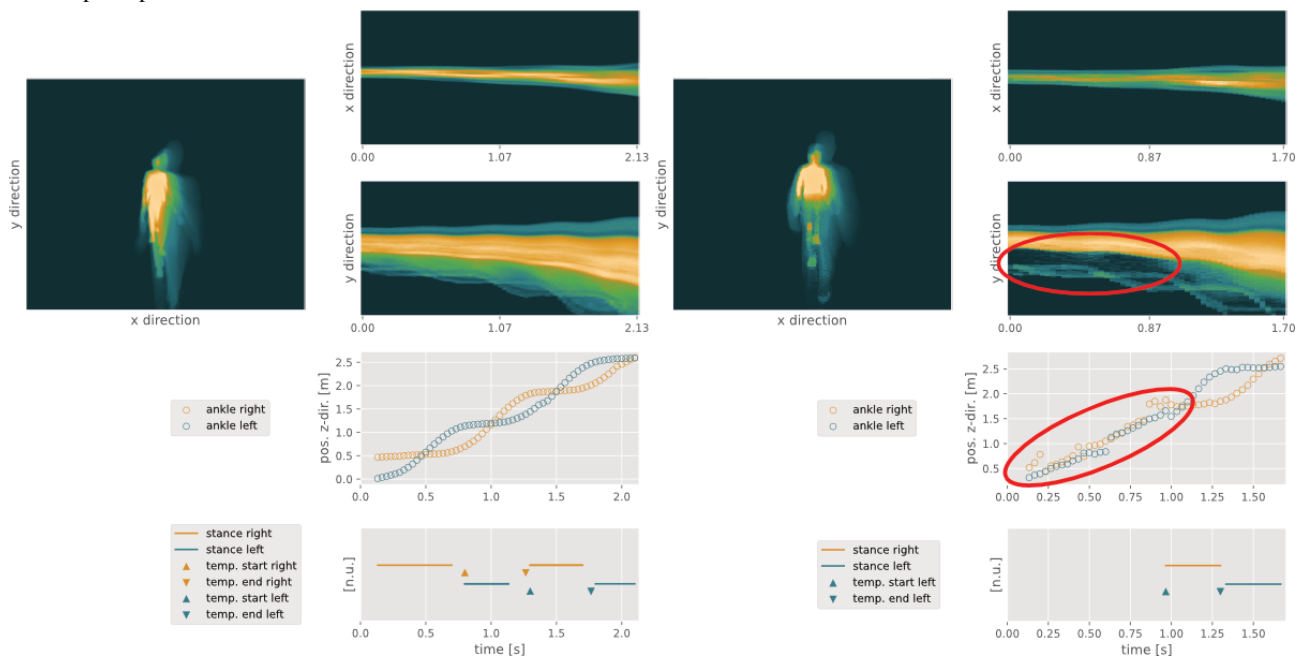 x direction
0.00 1.07 2.13
y direction
x direction
y direction
0.00 1.07 2.13
ankle right
ankle left
pos. z-dir. [m]
2.5
2.0
1.5
1.0
0.5
0.0
0.0 0.5 1.0 1.5 2.0
stance right
stance left
temp. start right
temp. end right
temp. start left
temp. end left
[n.u.]
0.0 0.5 1.0 1.5 2.0
time [s]
x direction
0.00 0.87 1.70
y direction
x direction
y direction
0.00 0.87 1.70
ankle right
ankle left
pos. z-dir. [m]
2.5
2.0
1.5
1.0
0.5
0.00 0.25 0.50 0.75 1.00 1.25 1.50
stance right
stance left
temp. start left
temp. end left
[n.u.]
0.00 0.25 0.50 0.75 1.00 1.25 1.50
time [s]